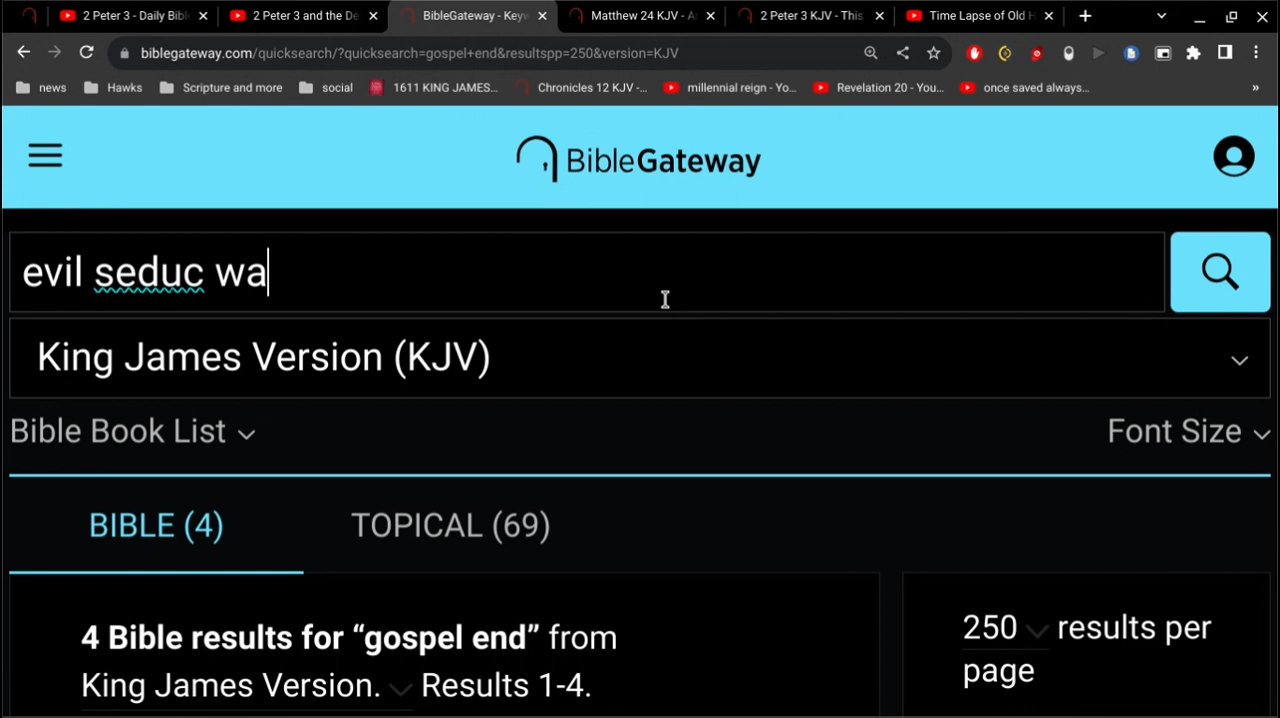 2 Peter 3 - Daily Bible
2 Peter 3 and the De
BibleGateway - Keyw
Matthew 24 KJV - A
2 Peter 3 KJV - This
Time Lapse of Old H
biblegateway.com/quicksearch/?quicksearch=gospel+end&resultspp=250&version=KJV
news
Hawks
Scripture and more
social
1611 KING JAMES...
Chronicles 12 KJV -...
millennial reign - Yo...
Revelation 20 - You...
once saved always...
»
BibleGateway
evil seduc wa
King James Version (KJV)
Bible Book List
Font Size
BIBLE (4)
TOPICAL (69)
4 Bible results for “gospel end” from
King James Version. Results 1-4.
250 results per
page